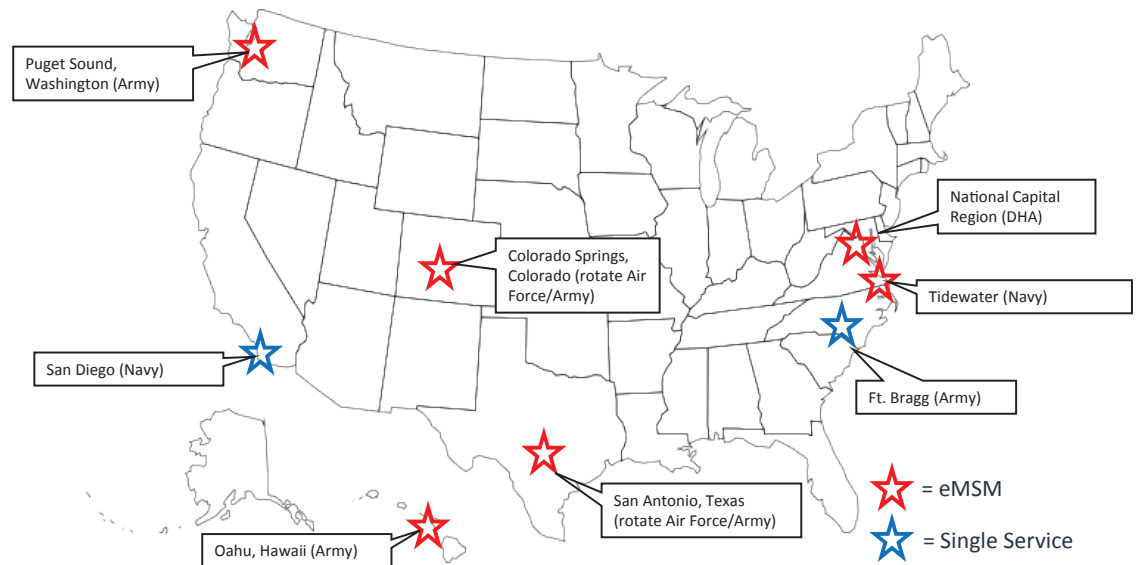 Puget Sound,
Washington (Army)
National Capital
Region (DHA)
Colorado Springs,
Colorado (rotate Air
Force/Army)
Tidewater (Navy)
San Diego (Navy)
Ft. Bragg (Army)
San Antonio, Texas
(rotate Air Force/Army)
Oahu, Hawaii (Army)
= eMSM
= Single Service